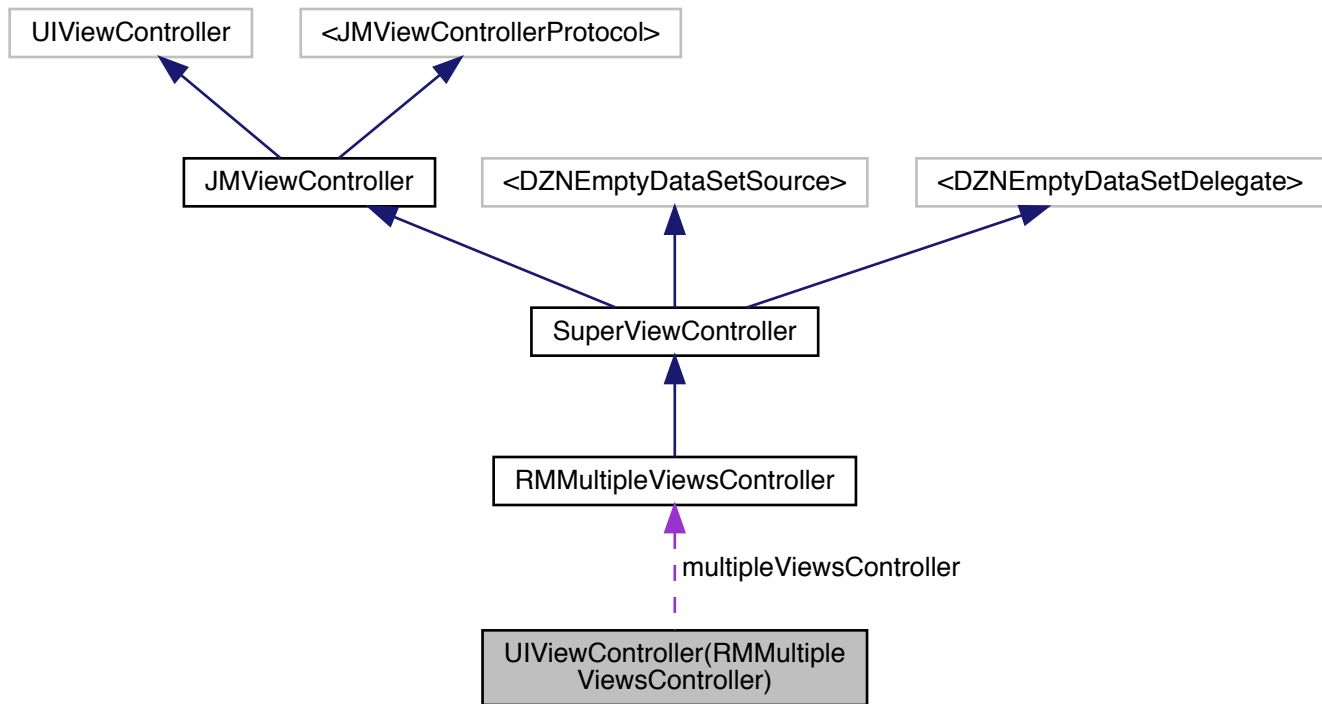 UIViewController
<JMViewControllerProtocol>
JMViewController
<DZNEmptyDataSetSource>
<DZNEmptyDataSetDelegate>
SuperViewController
RMMultipleViewsController
multipleViewsController
UIViewController(RMMultiple
ViewsController)